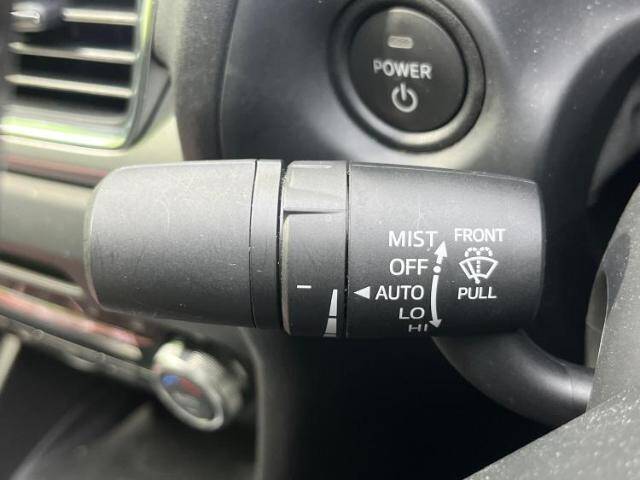 POWER
MIST
OFF
AUTO
LO
HI
FRONT
PULL